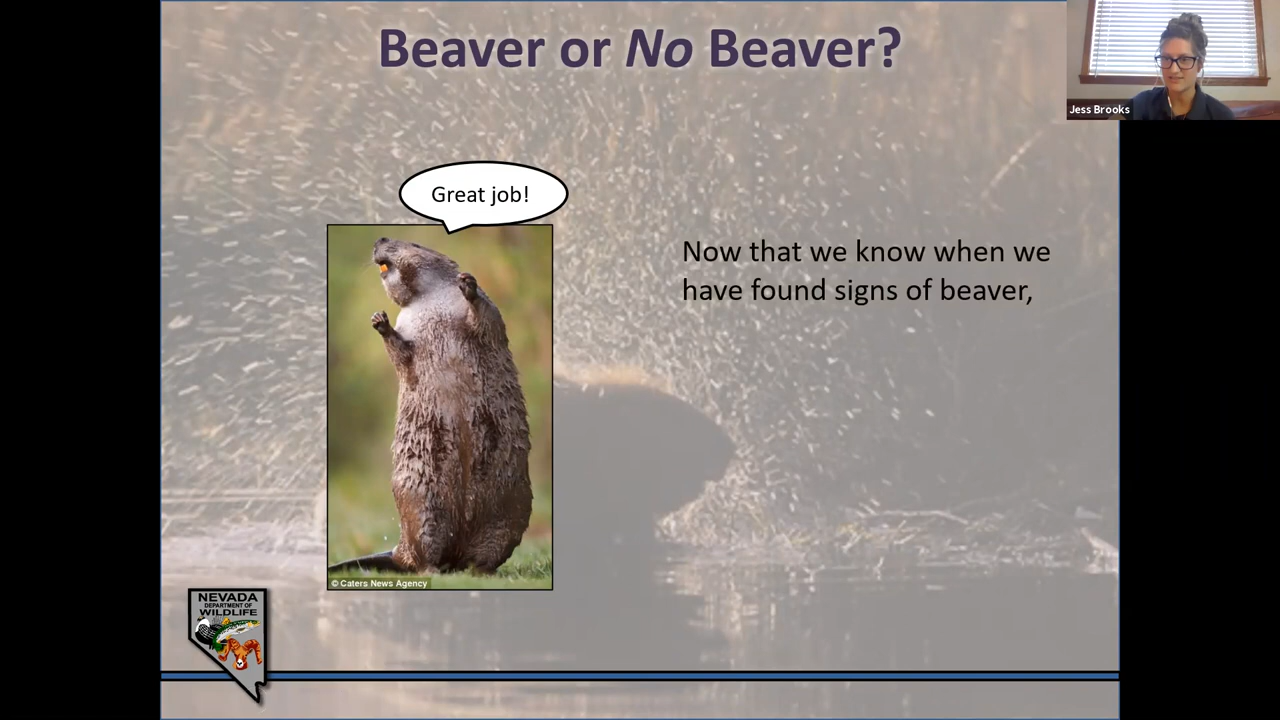 Beaver or No Beaver?
Jess Brooks
Great job!
Now that we know when we
have found signs of beaver,
© Caters News Agency
NEVADA
DEPARTMENT OF
WILDLIFE